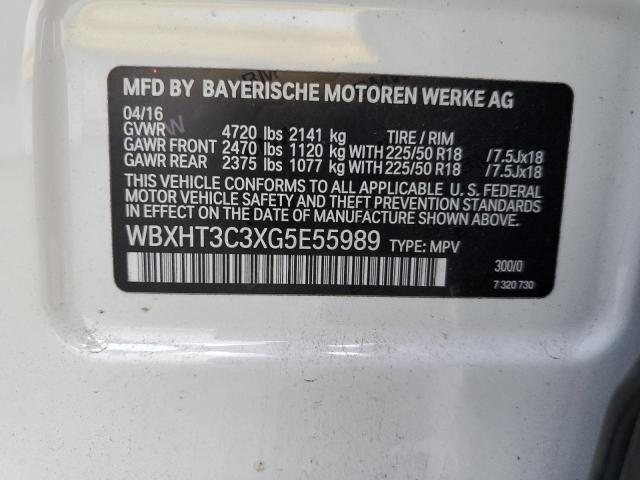 MFD BY BAYERISCHE MOTOREN WERKE AG
04/16
GVWR 4720 lbs 2141 kg TIRE / RIM
GAWR FRONT 2470 lbs 1120 kg WITH 225/50 R18 /7.5Jx18
GAWR REAR 2375 lbs 1077 kg WITH 225/50 R18 /7.5Jx18
THIS VEHICLE CONFORMS TO ALL APPLICABLE U. S. FEDERAL
MOTOR VEHICLE SAFETY AND THEFT PREVENTION STANDARDS
IN EFFECT ON THE DATE OF MANUFACTURE SHOWN ABOVE.
WBXHT3C3XG5E55989 TYPE: MPV
300/0
7 320 730